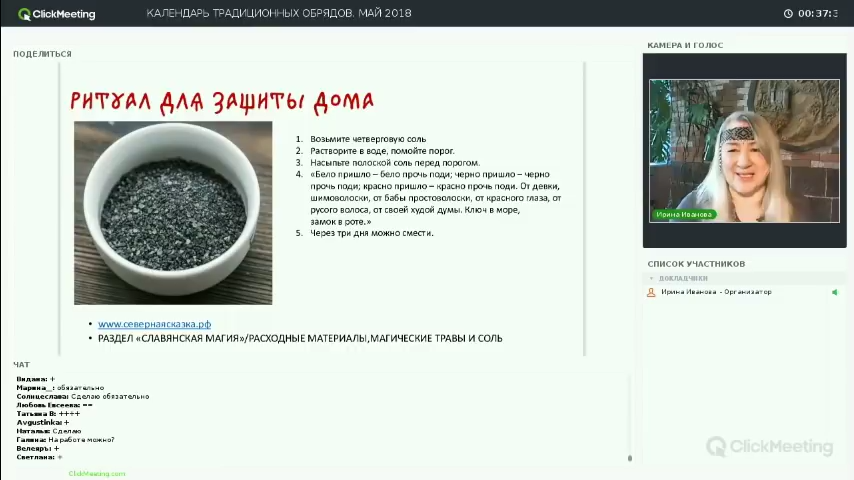 ClickMeeting
КАЛЕНДАРЬ ТРАДИЦИОННЫХ ОБРЯДОВ. МАЙ 2018
00:37:3
ПОДЕЛИТЬСЯ
РИТУАЛ ДЛЯ ЗАЩИТЫ ДОМА
1. Возьмите четверговую соль
2. Растворите в воде, помойте порог.
3. Насыпьте полоской соль перед порогом.
4. «Бело пришло – бело прочь поди; черно пришло – черно
прочь поди; красно пришло – красно прочь поди. От девки,
шимоволоски, от бабы простоволоски, от красного глаза, от
русого волоса, от своей худой думы. Ключ в море,
замок в роте.»
5. Через три дня можно смести.
• www.севернаясказка.рф
• РАЗДЕЛ «СЛАВЯНСКАЯ МАГИЯ»/РАСХОДНЫЕ МАТЕРИАЛЫ,МАГИЧЕСКИЕ ТРАВЫ И СОЛЬ
КАМЕРА И ГОЛОС
Ирина Иванова
СПИСОК УЧАСТНИКОВ
ДОКЛАДЧИКИ
Ирина Иванова - Организатор
ЧАТ
Видана: +
Марина_: обязательно
Солнцеслава: Сделаю обязательно
Любовь Евсеева: ==
Татьяна В: ++++
Avgustinka: +
Наталья: Сделаю
Галина: На работе можно?
Велеяръ: +
Светлана: +
ClickMeeting.com
ClickMeeting